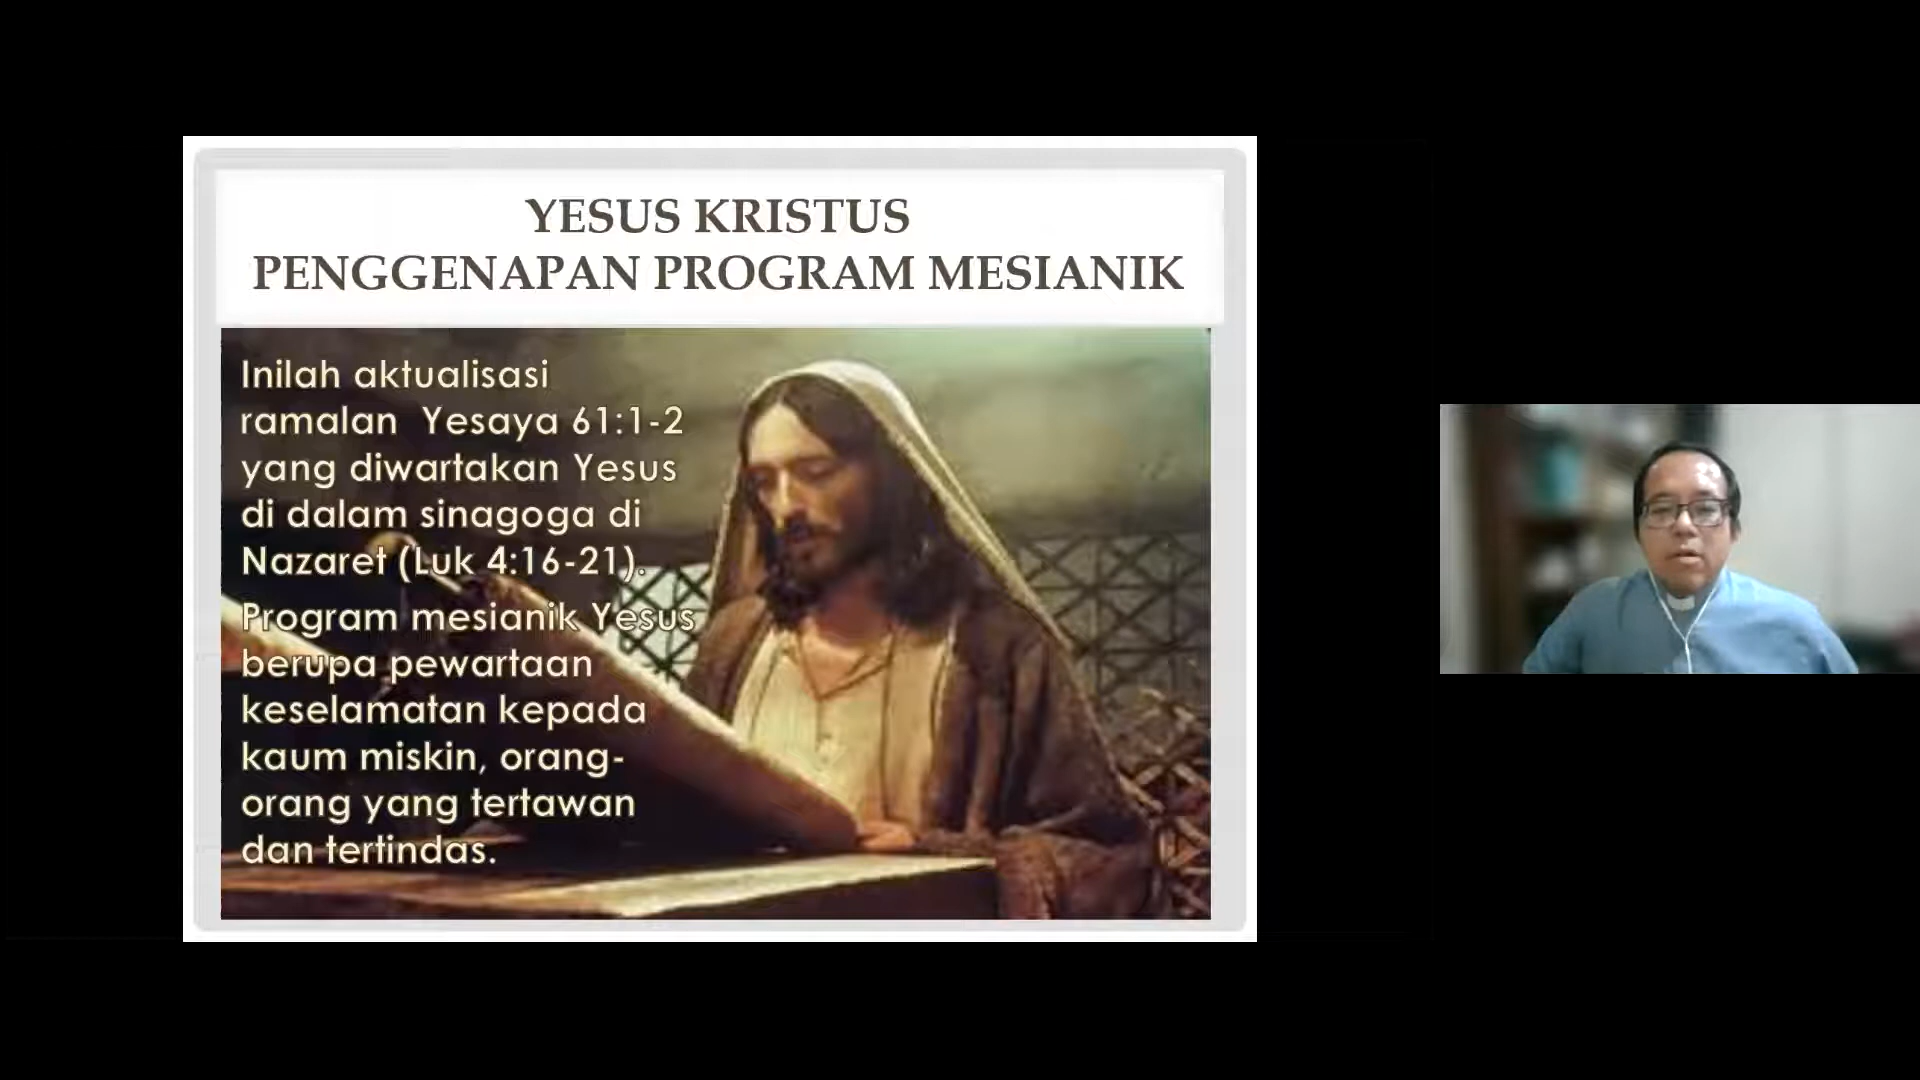 YESUS KRISTUS
PENGGENAPAN PROGRAM MESIANIK
Inilah aktualisasi
ramalan Yesaya 61:1-2
yang diwartakan Yesus
di dalam sinagoga di
Nazaret (Luk 4:16-21).
Program mesianik Yesus
berupa pewartaan
keselamatan kepada
kaum miskin, orang-
orang yang tertawan
dan tertindas.